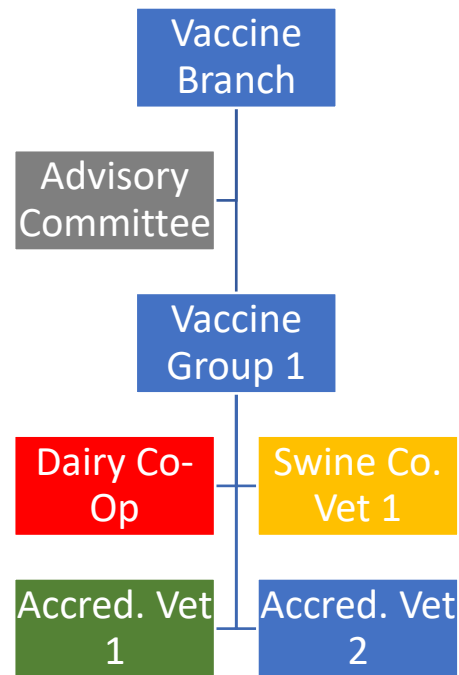 Vaccine
Branch
Advisory
Committee
Vaccine
Group 1
Dairy Co-
Op
Swine Co.
Vet 1
Accred. Vet
1
Accred. Vet
2